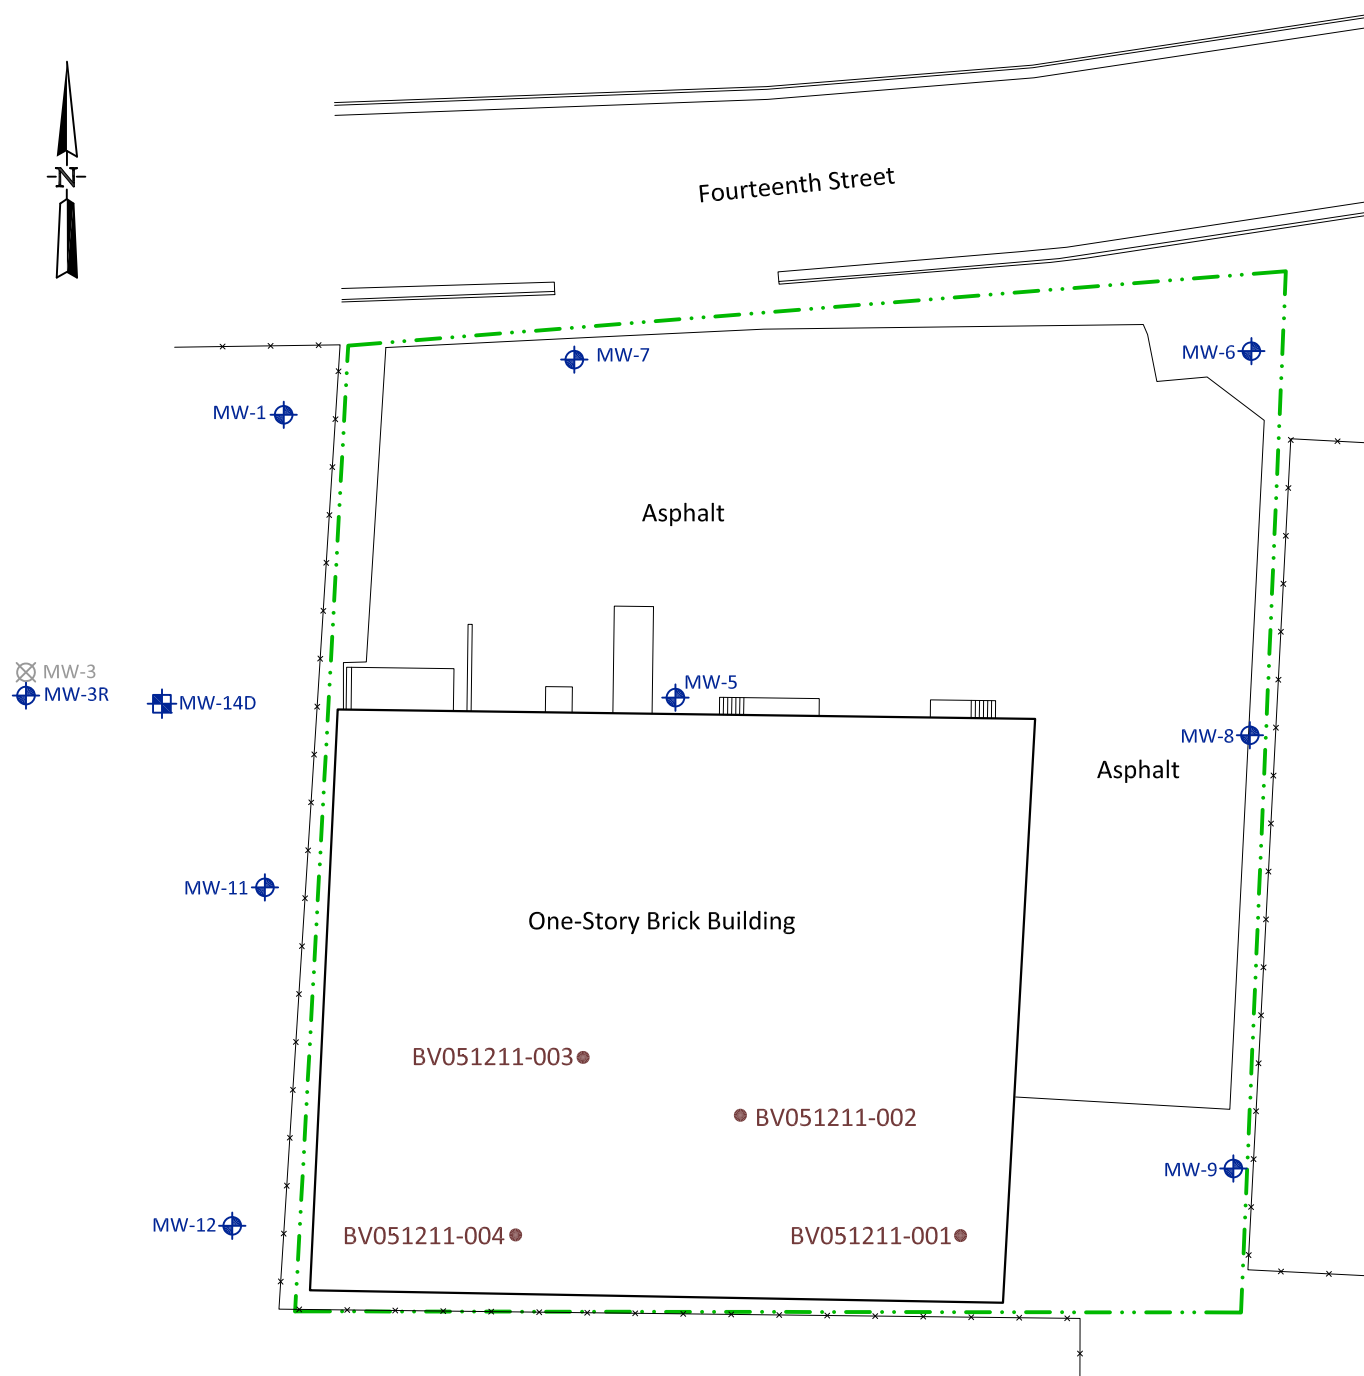 N
Fourteenth Street
MW-7
MW-6
MW-1
Asphalt
MW-3
MW-3R
MW-14D
MW-5
MW-8
Asphalt
MW-11
One-Story Brick Building
BV051211-003
BV051211-002
MW-9
MW-12
BV051211-004
BV051211-001